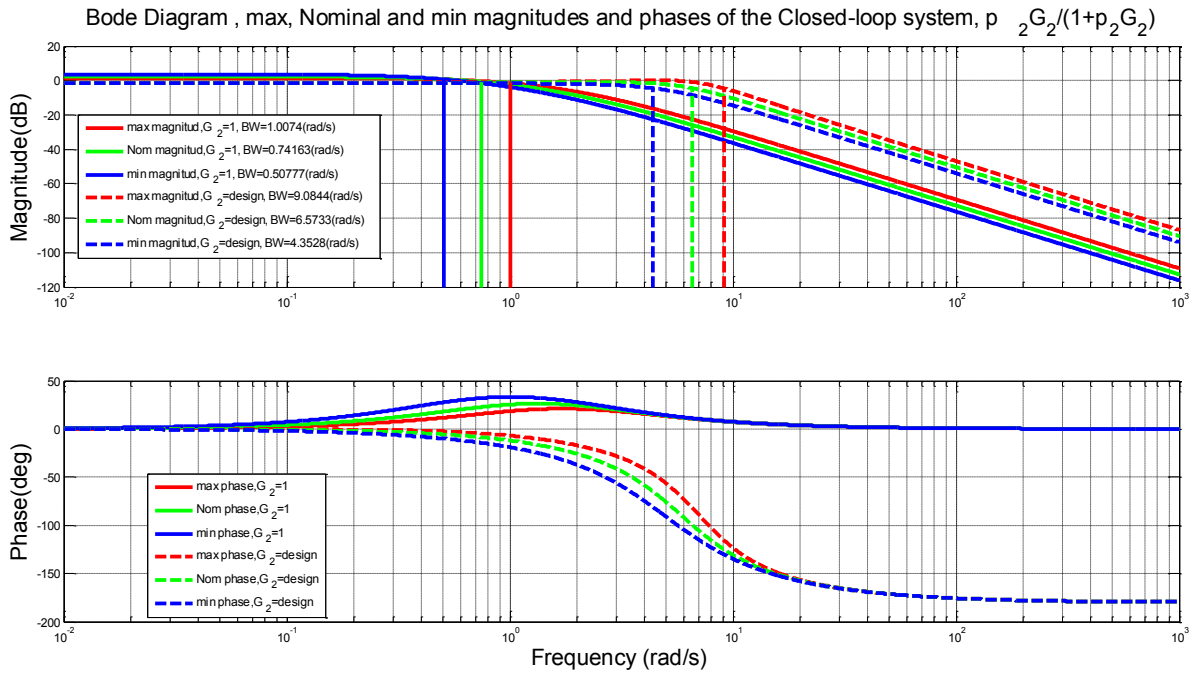 Bode Diagram , max, Nominal and min magnitudes and phases of the Closed-loop system, p 2G2/(1+p2G2)
Magnitude(dB)
20
0
-20
-40
-60
-80
-100
-120
max magnitud,G 2=1, BW=1.0074(rad/s)
Nom magnitud,G 2=1, BW=0.74163(rad/s)
min magnitud,G 2=1, BW=0.50777(rad/s)
max magnitud,G 2=design, BW=9.0844(rad/s)
Nom magnitud,G 2=design, BW=6.5733(rad/s)
min magnitud,G 2=design, BW=4.3528(rad/s)
10-2 10-1 100 101 102 103
Phase(deg)
50
0
-50
-100
-150
-200
max phase,G 2=1
Nom phase,G 2=1
min phase,G 2=1
max phase,G 2=design
Nom phase,G 2=design
min phase,G 2=design
10-2 10-1 100 101 102 103
Frequency (rad/s)